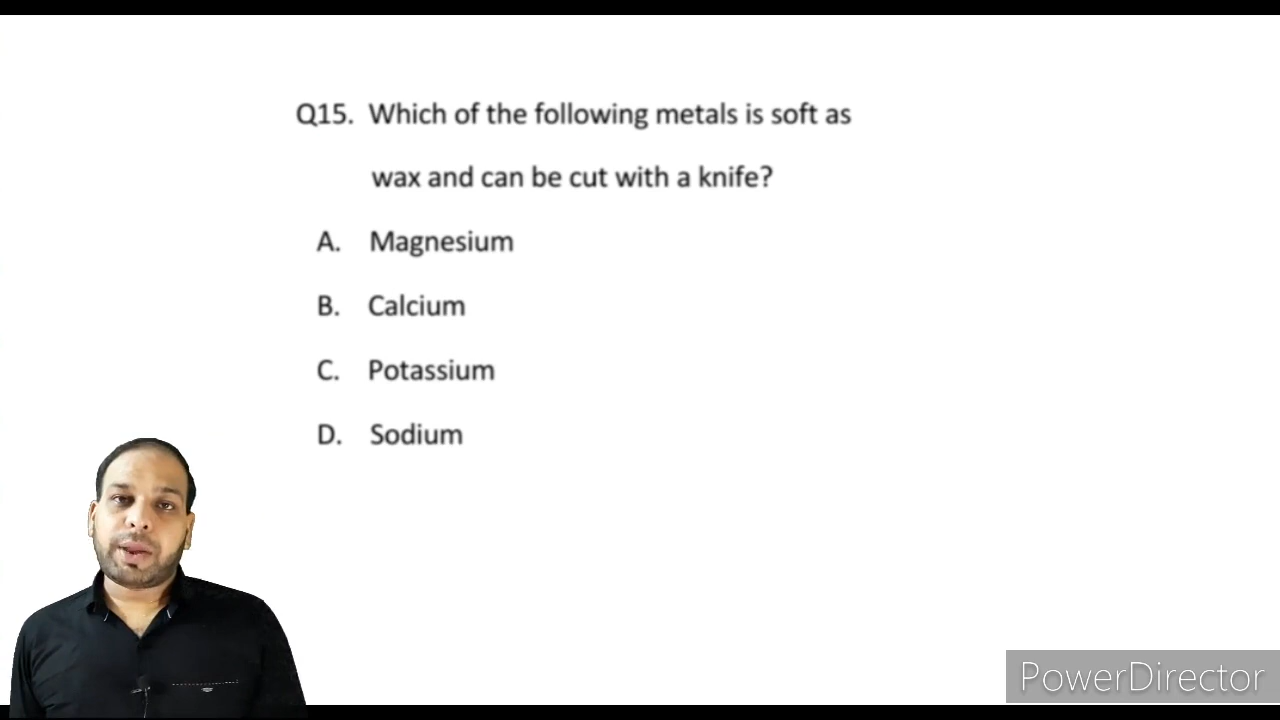 Q15. Which of the following metals is soft as
wax and can be cut with a knife?
A. Magnesium
B. Calcium
C. Potassium
D. Sodium
PowerDirector